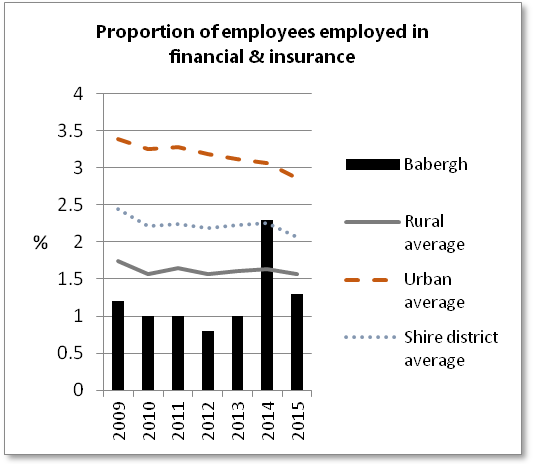 Proportion of employees employed in
financial & insurance
4
3.5
3
2.5
2
1.5
1
0.5
0
%
2009
2010
2011
2012
2013
2014
2015
Babergh
Rural
average
Urban
average
Shire district
average